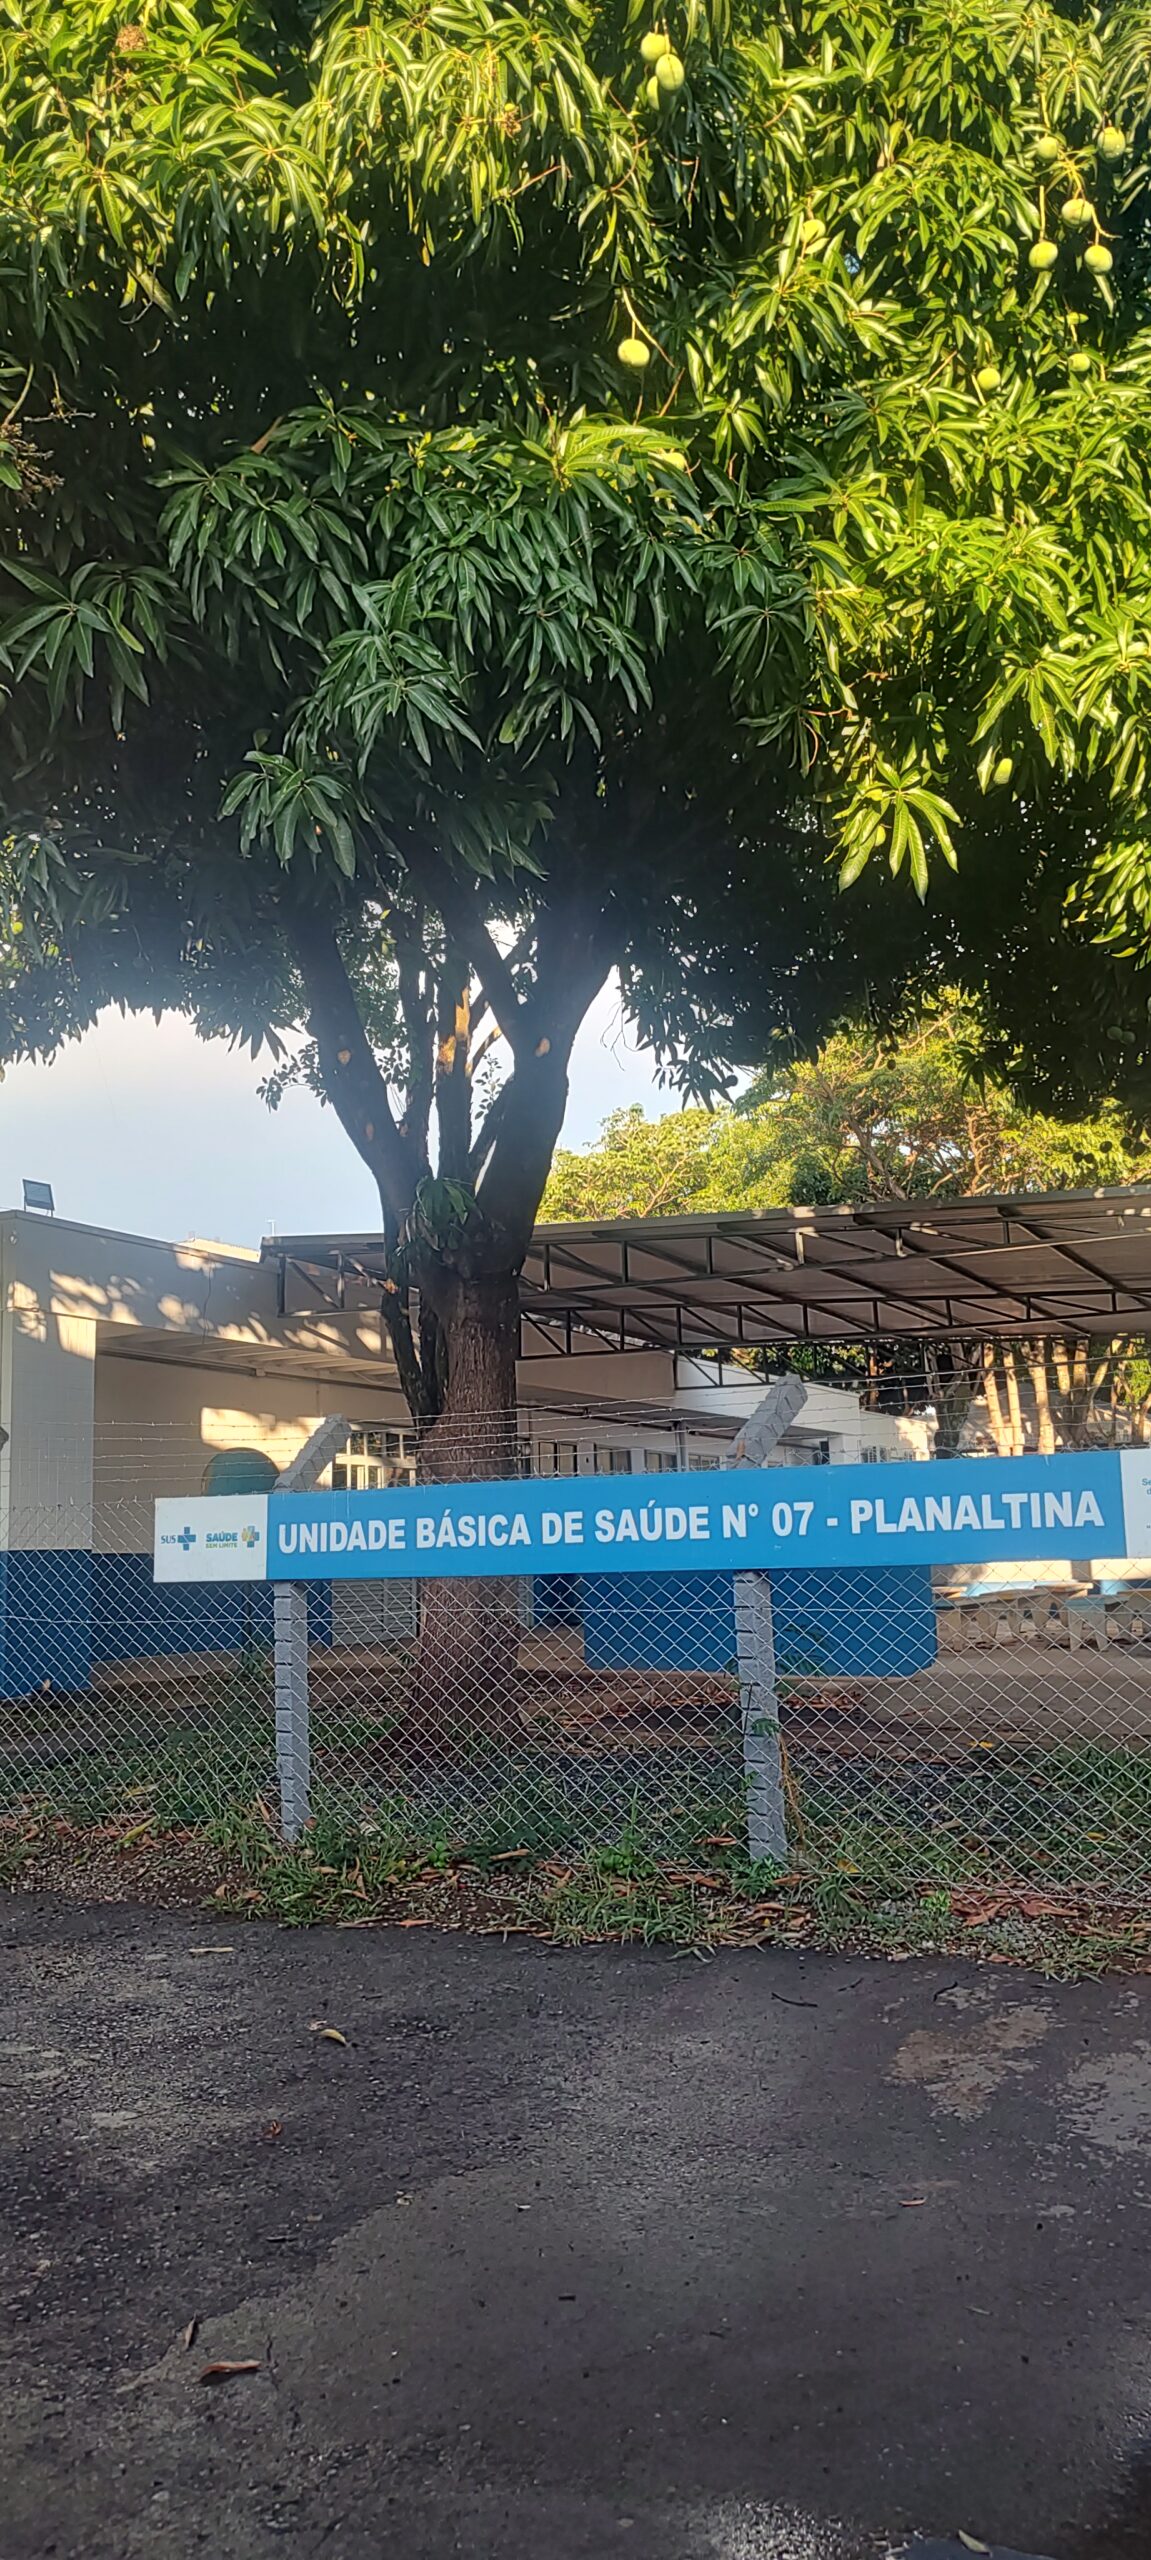 SUS
SAÚDE
SEM LIMITE
UNIDADE BÁSICA DE SAÚDE N° 07 - PLANALTINA